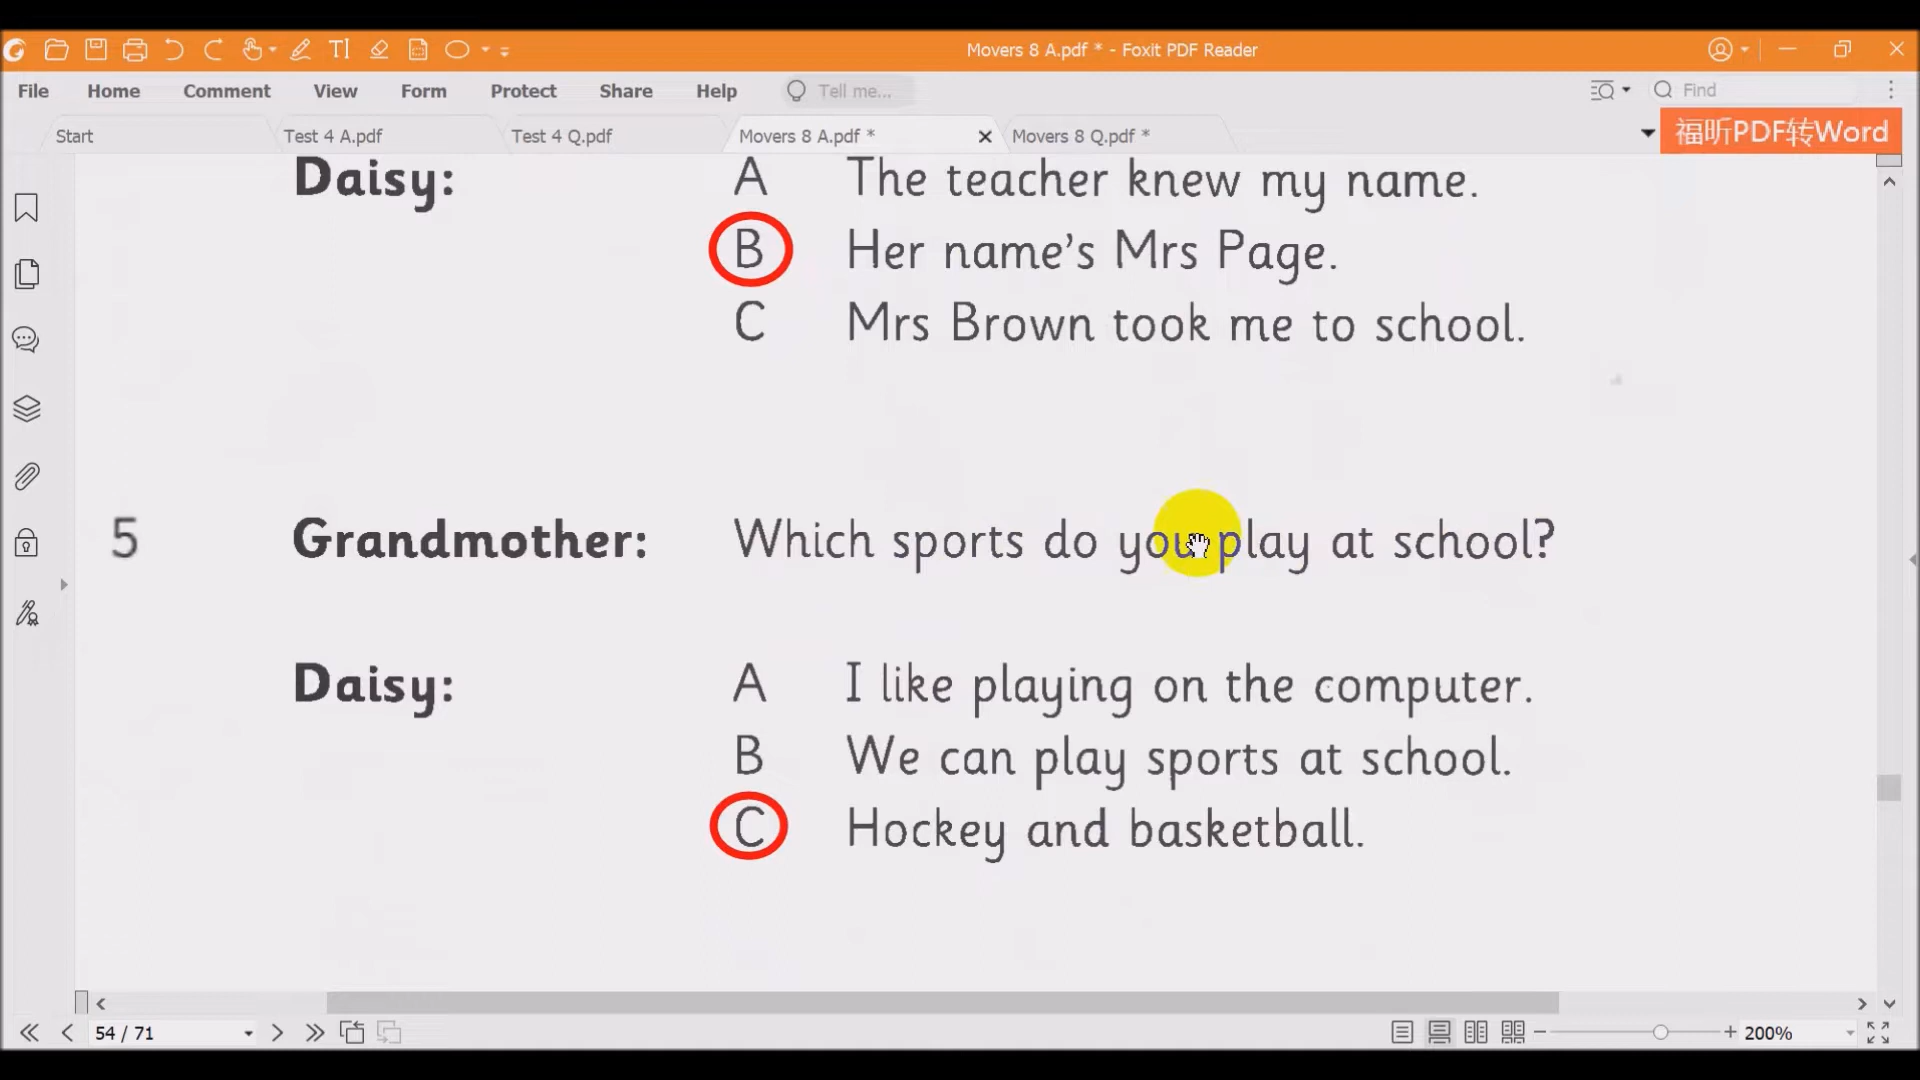 Movers 8 A.pdf * - Foxit PDF Reader
File Home Comment View Form Protect Share Help Tell me... Find
Start Test 4 A.pdf Test 4 Q.pdf Movers 8 A.pdf * Movers 8 Q.pdf * 福昕PDF转Word
Daisy: A The teacher knew my name.
B Her name's Mrs Page.
C Mrs Brown took me to school.
5 Grandmother: Which sports do you play at school?
Daisy: A I like playing on the computer.
B We can play sports at school.
C Hockey and basketball.
54 / 71 200%